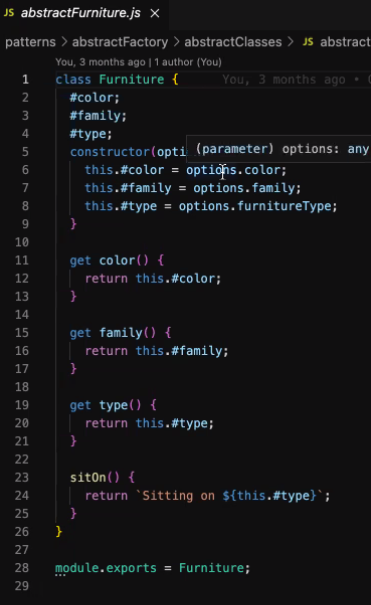 JS abstractFurniture.js ×
patterns > abstractFactory > abstractClasses > JS abstract
You, 3 months ago | 1 author (You)
1 class Furniture { You, 3 months ago •
2 #color;
3 #family;
4 #type;
(parameter) options: any
5 constructor(opti
6 this.#color = options.color;
7 this.#family = options.family;
8 this.#type = options.furnitureType;
9 }
10
11 get color() {
12 return this.#color;
13 }
14
15 get family() {
16 return this.#family;
17 }
18
19 get type() {
20 return this.#type;
21 }
22
23 sitOn() {
24 return `Sitting on ${this.#type}`;
25 }
26 }
27
28 module.exports = Furniture;
29